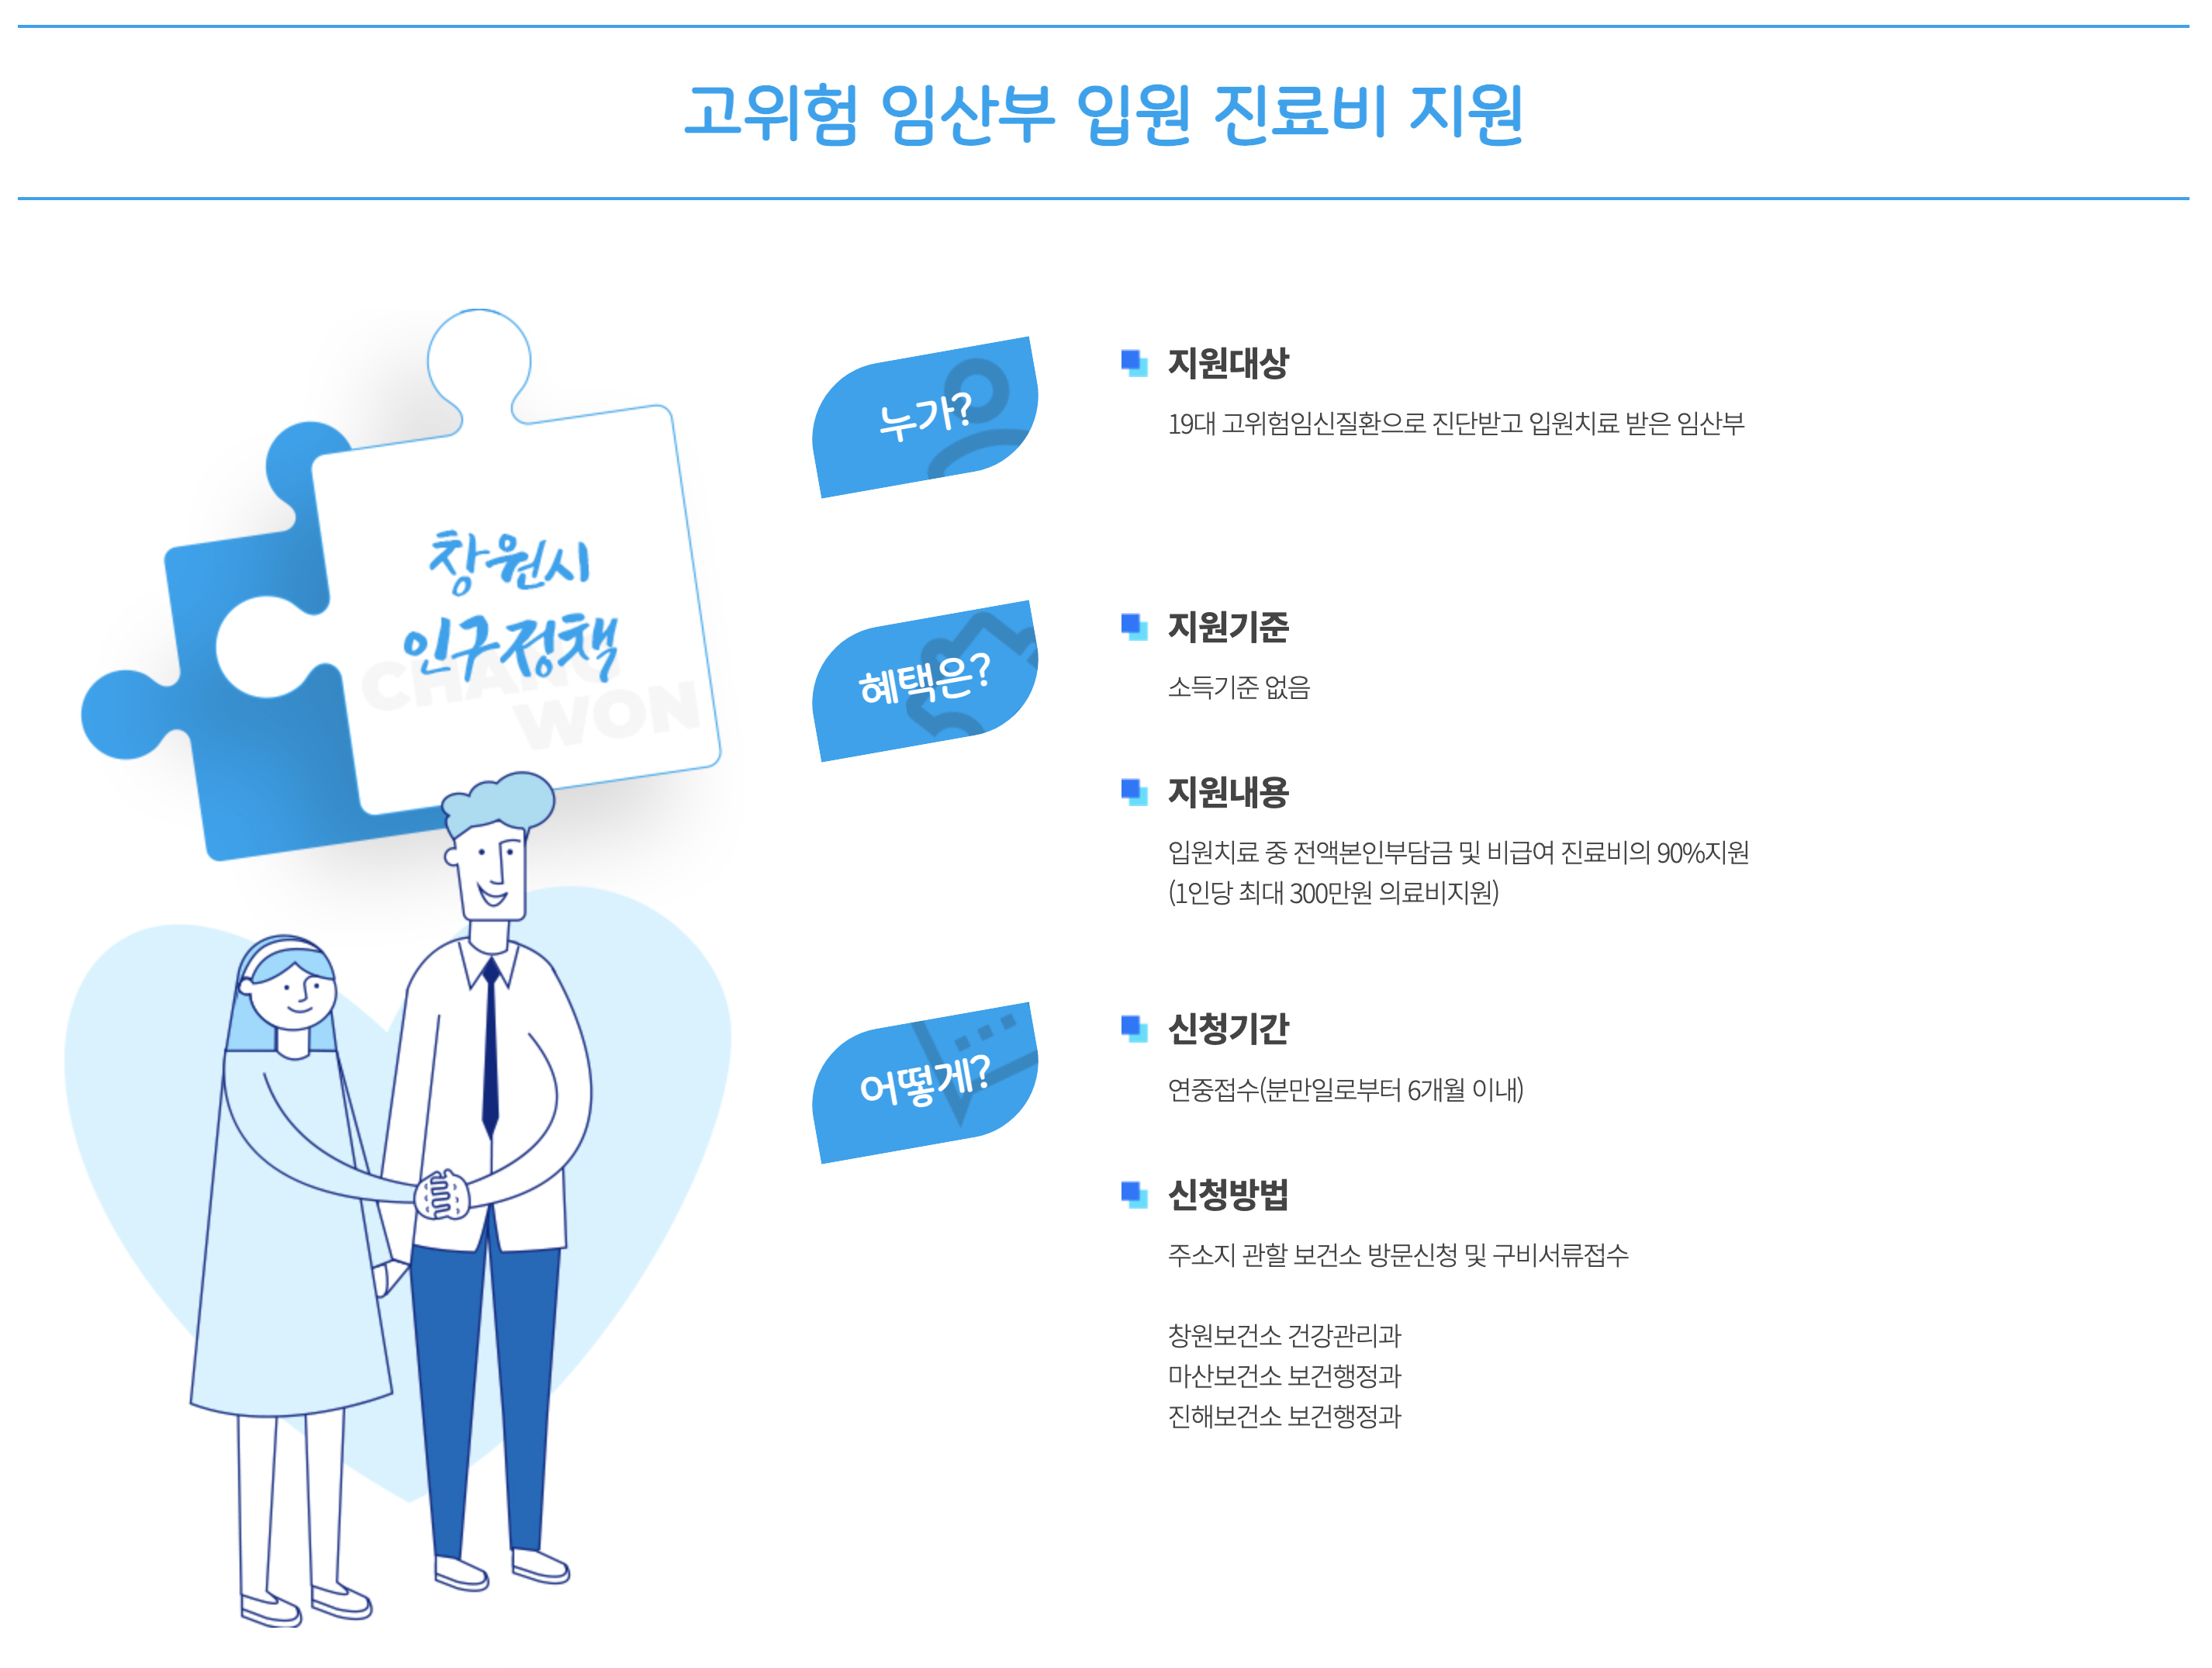 고위험 임산부 입원 진료비 지원
창원시
인구정책
CHANG
WON
누가?
지원대상
19대 고위험임신질환으로 진단받고 입원치료 받은 임산부
혜택은?
지원기준
소득기준 없음
지원내용
입원치료 중 전액본인부담금 및 비급여 진료비의 90%지원
(1인당 최대 300만원 의료비지원)
어떻게?
신청기간
연중접수(분만일로부터 6개월 이내)
신청방법
주소지 관할 보건소 방문신청 및 구비서류접수
창원보건소 건강관리과
마산보건소 보건행정과
진해보건소 보건행정과